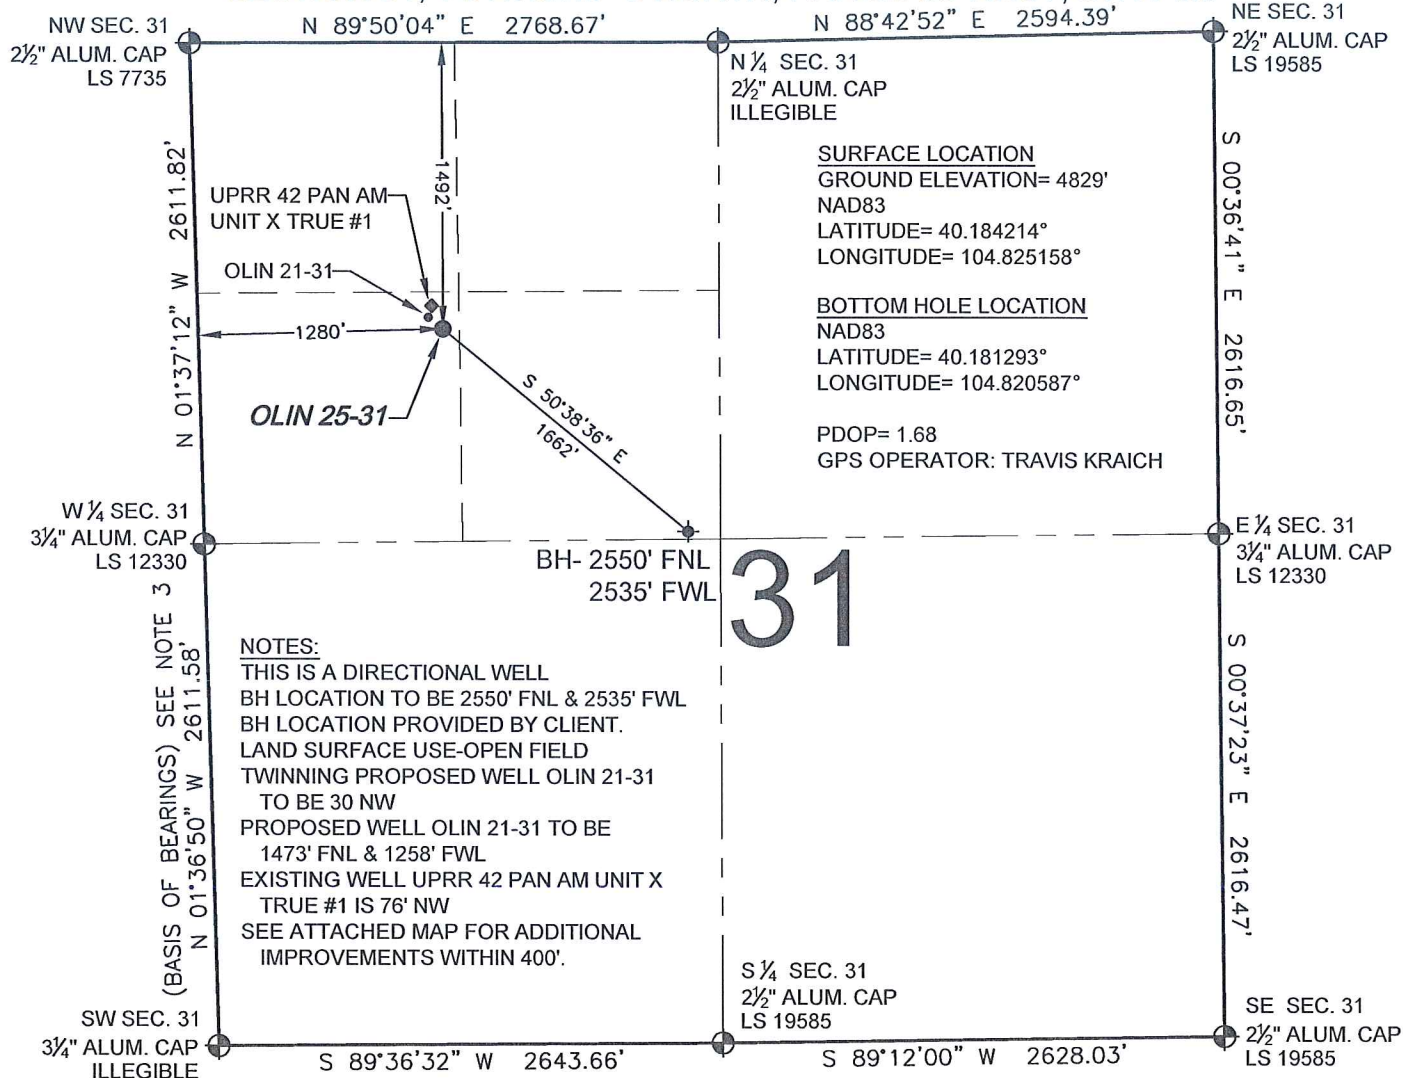 N 89°50'04" E 2768.67'
N 88°42'52" E 2594.39'
NW SEC. 31
2½" ALUM. CAP
LS 7735
N ¼ SEC. 31
2½" ALUM. CAP
ILLEGIBLE
NE SEC. 31
2½" ALUM. CAP
LS 19585
N 01°37'12" W 2611.82'
1492'
UPRR 42 PAN AM
UNIT X TRUE #1
OLIN 21-31
1280'
OLIN 25-31
S 50°38'36" E
1662'
SURFACE LOCATION
GROUND ELEVATION= 4829'
NAD83
LATITUDE= 40.184214°
LONGITUDE= 104.825158°
BOTTOM HOLE LOCATION
NAD83
LATITUDE= 40.181293°
LONGITUDE= 104.820587°
PDOP= 1.68
GPS OPERATOR: TRAVIS KRAICH
S 00°36'41" E 2616.65'
W ¼ SEC. 31
3¼" ALUM. CAP
LS 12330
BH- 2550' FNL
2535' FWL
31
E ¼ SEC. 31
3¼" ALUM. CAP
LS 12330
(BASIS OF BEARINGS) SEE NOTE 3
N 01°36'50" W 2611.58'
NOTES:
THIS IS A DIRECTIONAL WELL
BH LOCATION TO BE 2550' FNL & 2535' FWL
BH LOCATION PROVIDED BY CLIENT.
LAND SURFACE USE-OPEN FIELD
TWINNING PROPOSED WELL OLIN 21-31
TO BE 30 NW
PROPOSED WELL OLIN 21-31 TO BE
1473' FNL & 1258' FWL
EXISTING WELL UPRR 42 PAN AM UNIT X
TRUE #1 IS 76' NW
SEE ATTACHED MAP FOR ADDITIONAL
IMPROVEMENTS WITHIN 400'.
S 00°37'23" E 2616.47'
SW SEC. 31
3¼" ALUM. CAP
ILLEGIBLE
S 89°36'32" W 2643.66'
S ¼ SEC. 31
2½" ALUM. CAP
LS 19585
S 89°12'00" W 2628.03'
SE SEC. 31
2½" ALUM. CAP
LS 19585